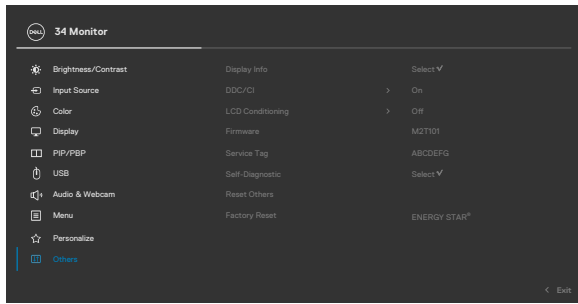 DELL 34 Monitor
Brightness/Contrast Display Info Select ✓
Input Source DDC/CI > On
Color LCD Conditioning > Off
Display Firmware M2T101
PIP/PBP Service Tag ABCDEFG
USB Self-Diagnostic Select ✓
Audio & Webcam Reset Others
Menu Factory Reset ENERGY STAR®
Personalize
Others
< Exit